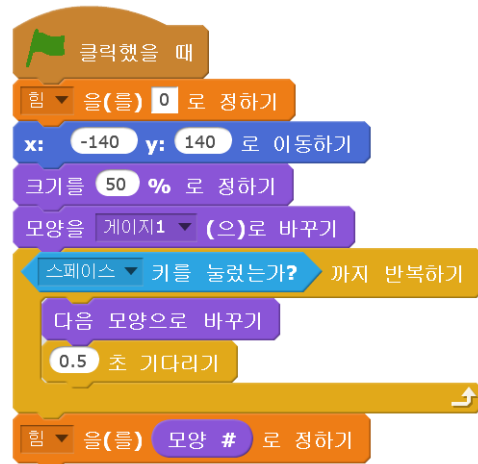 클릭했을 때
힘 을(를) 0 로 정하기
x: -140 y: 140 로 이동하기
크기를 50 % 로 정하기
모양을 게이지1 (으)로 바꾸기
스페이스 키를 눌렀는가? 까지 반복하기
다음 모양으로 바꾸기
0.5 초 기다리기
힘 을(를) 모양 # 로 정하기